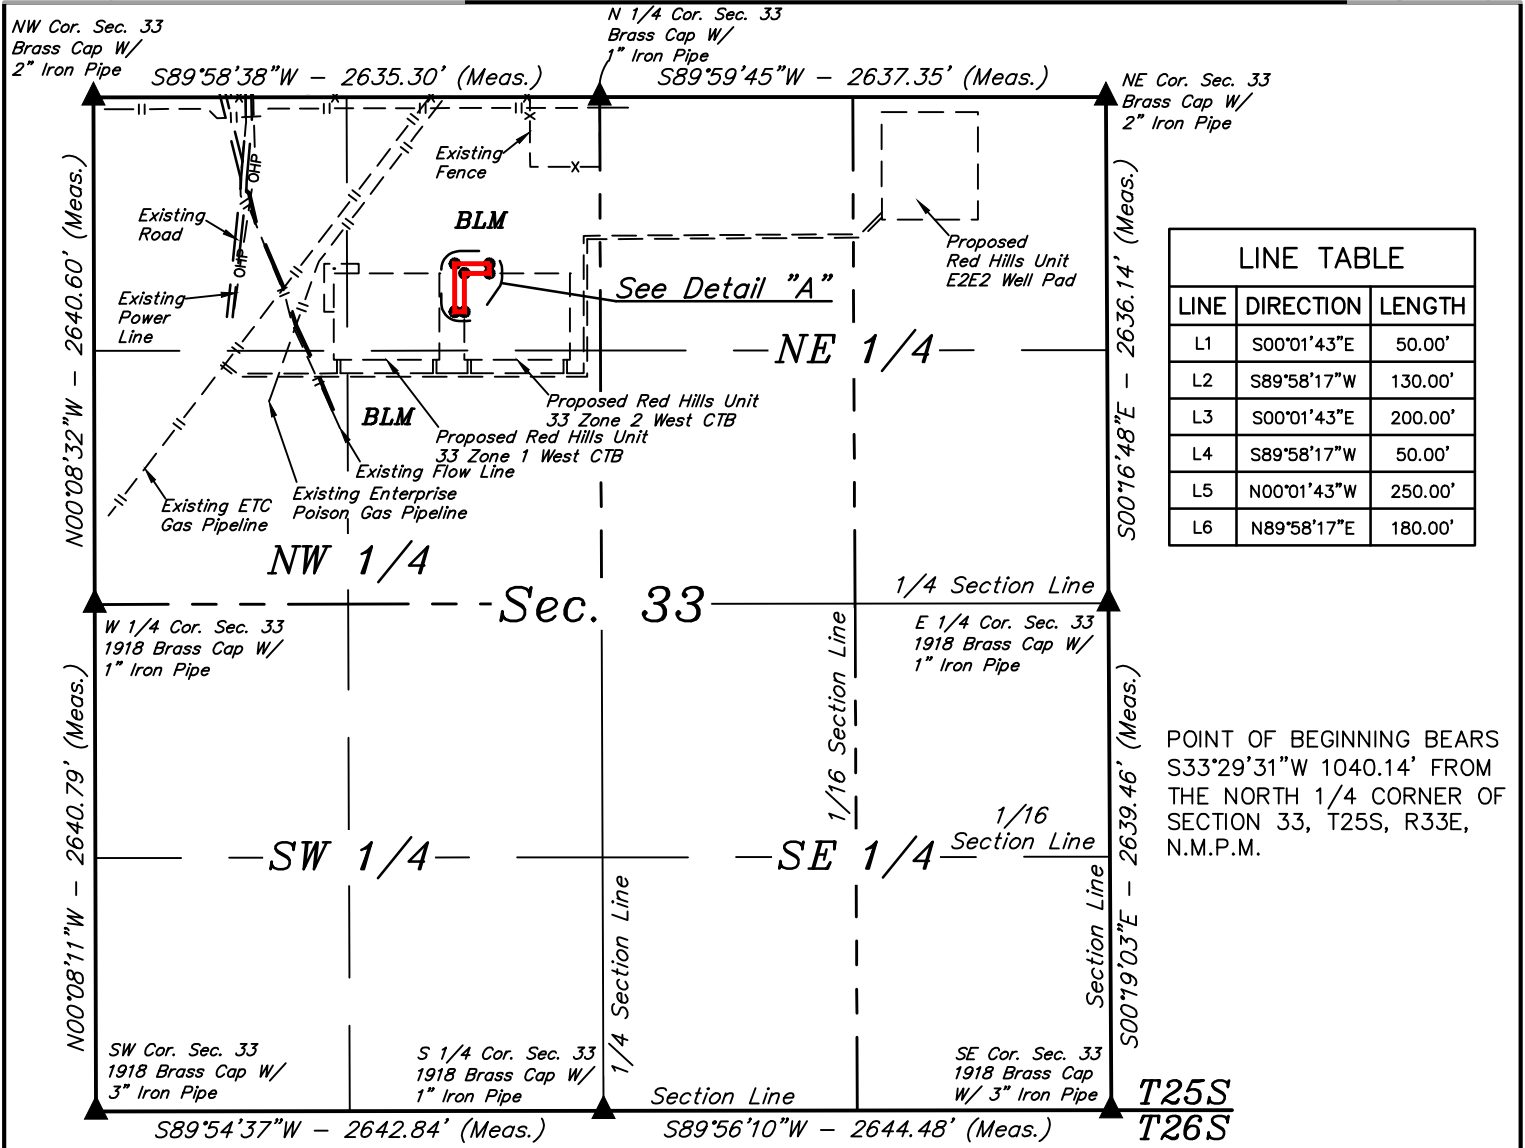 NW Cor. Sec. 33
Brass Cap W/
2" Iron Pipe
N 1/4 Cor. Sec. 33
Brass Cap W/
1" Iron Pipe
S89°58'38"W - 2635.30' (Meas.)
S89°59'45"W - 2637.35' (Meas.)
NE Cor. Sec. 33
Brass Cap W/
2" Iron Pipe
N00°08'32"W - 2640.60' (Meas.)
Existing
Road
OHP
OHP
Existing
Power
Line
Existing
Fence
BLM
See Detail "A"
Proposed
Red Hills Unit
E2E2 Well Pad
NE 1/4
S00°16'48"E - 2636.14' (Meas.)
BLM
Proposed Red Hills Unit
33 Zone 2 West CTB
Proposed Red Hills Unit
33 Zone 1 West CTB
Existing Flow Line
Existing Enterprise
Poison Gas Pipeline
Existing ETC
Gas Pipeline
NW 1/4
LINE TABLE
LINE DIRECTION LENGTH
L1 S00°01'43"E 50.00'
L2 S89°58'17"W 130.00'
L3 S00°01'43"E 200.00'
L4 S89°58'17"W 50.00'
L5 N00°01'43"W 250.00'
L6 N89°58'17"E 180.00'
Sec. 33
1/4 Section Line
W 1/4 Cor. Sec. 33
1918 Brass Cap W/
1" Iron Pipe
E 1/4 Cor. Sec. 33
1918 Brass Cap W/
1" Iron Pipe
1/16 Section Line
N00°08'11"W - 2640.79' (Meas.)
SW 1/4
SE 1/4
1/16
Section Line
S00°19'03"E - 2639.46' (Meas.)
POINT OF BEGINNING BEARS
S33°29'31"W 1040.14' FROM
THE NORTH 1/4 CORNER OF
SECTION 33, T25S, R33E,
N.M.P.M.
1/4 Section Line
Section Line
SW Cor. Sec. 33
1918 Brass Cap W/
3" Iron Pipe
S 1/4 Cor. Sec. 33
1918 Brass Cap W/
1" Iron Pipe
Section Line
SE Cor. Sec. 33
1918 Brass Cap
W/ 3" Iron Pipe
S89°54'37"W - 2642.84' (Meas.)
S89°56'10"W - 2644.48' (Meas.)
T25S
T26S